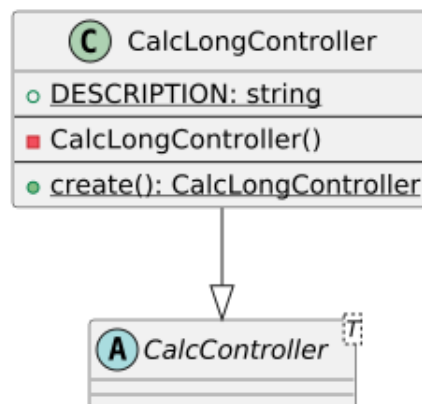 C CalcLongController
DESCRIPTION: string
CalcLongController()
create(): CalcLongController
T
A CalcController